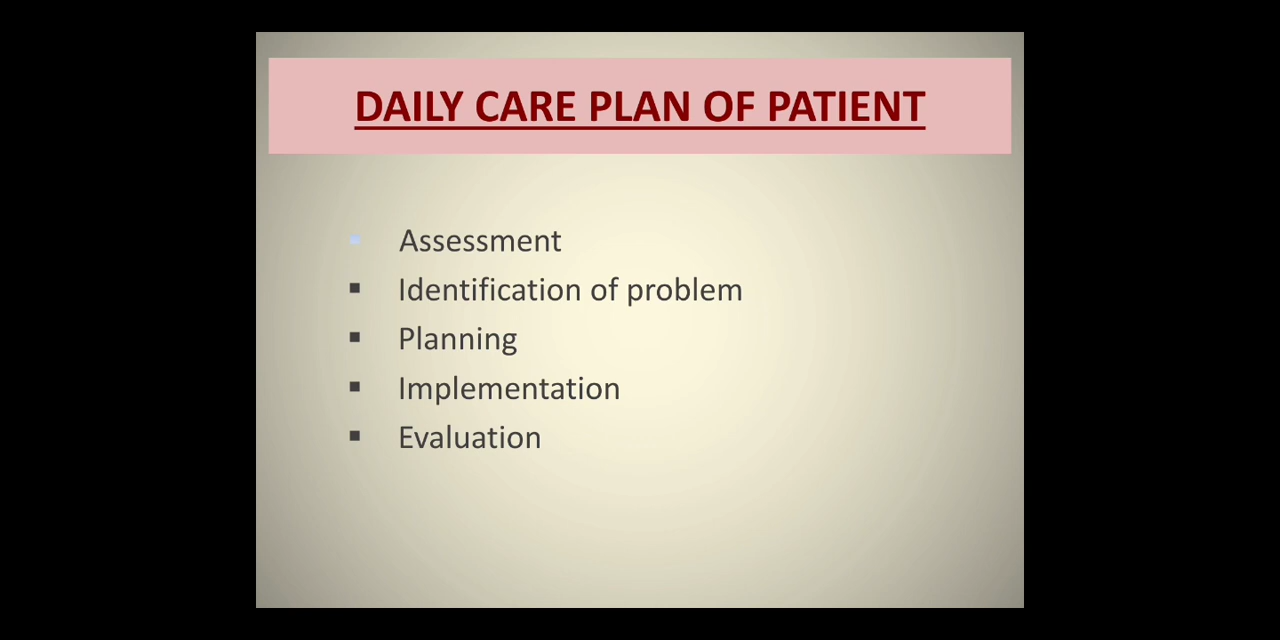 DAILY CARE PLAN OF PATIENT
▪ Assessment
▪ Identification of problem
▪ Planning
▪ Implementation
▪ Evaluation